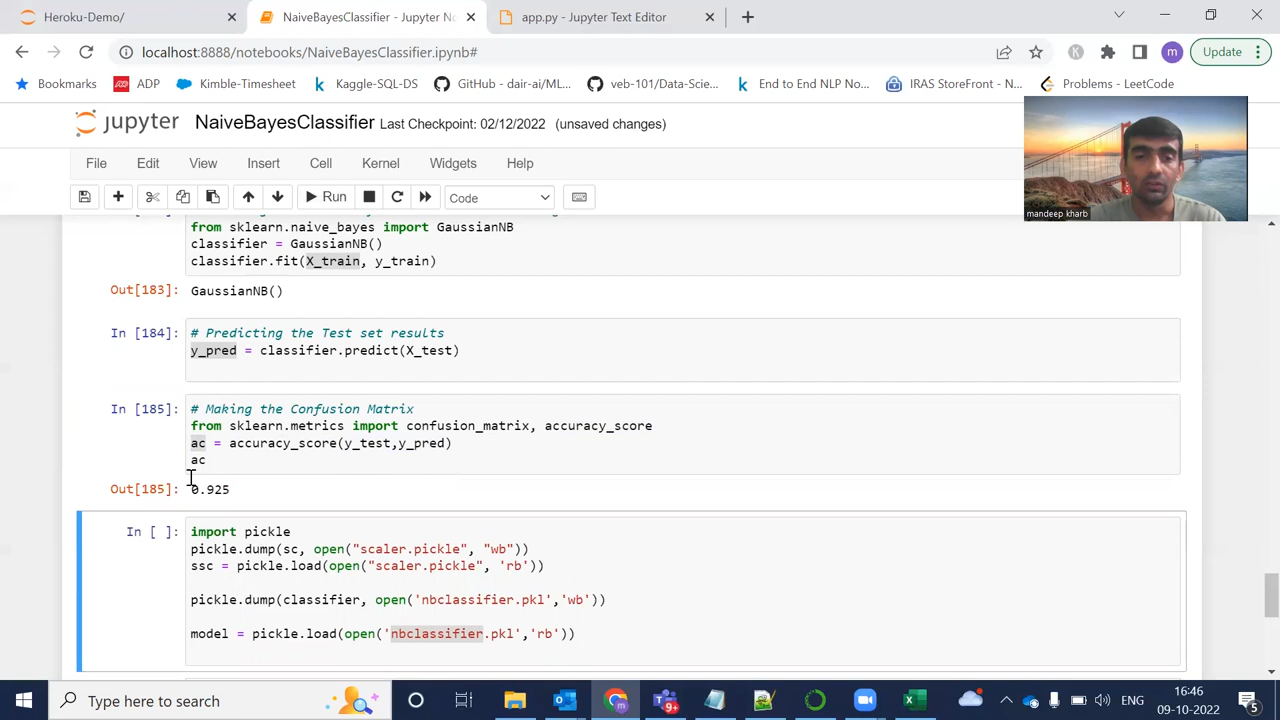 Heroku-Demo/
NaiveBayesClassifier - Jupyter No
app.py - Jupyter Text Editor
localhost:8888/notebooks/NaiveBayesClassifier.ipynb#
K
m
Update
Bookmarks
ADP
Kimble-Timesheet
Kaggle-SQL-DS
GitHub - dair-ai/ML...
veb-101/Data-Scie...
End to End NLP No...
IRAS StoreFront - N...
Problems - LeetCode
jupyter
NaiveBayesClassifier Last Checkpoint: 02/12/2022 (unsaved changes)
mandeep kharb
File
Edit
View
Insert
Cell
Kernel
Widgets
Help
Run
Code
from sklearn.naive_bayes import GaussianNB
classifier = GaussianNB()
classifier.fit(X_train, y_train)
Out[183]: GaussianNB()
In [184]: # Predicting the Test set results
y_pred = classifier.predict(X_test)
In [185]: # Making the Confusion Matrix
from sklearn.metrics import confusion_matrix, accuracy_score
ac = accuracy_score(y_test,y_pred)
ac
Out[185]: 0.925
In [ ]: import pickle
pickle.dump(sc, open("scaler.pickle", "wb"))
ssc = pickle.load(open("scaler.pickle", 'rb'))
pickle.dump(classifier, open('nbclassifier.pkl','wb'))
model = pickle.load(open('nbclassifier.pkl','rb'))
Type here to search
9+
ENG
16:46
09-10-2022
5